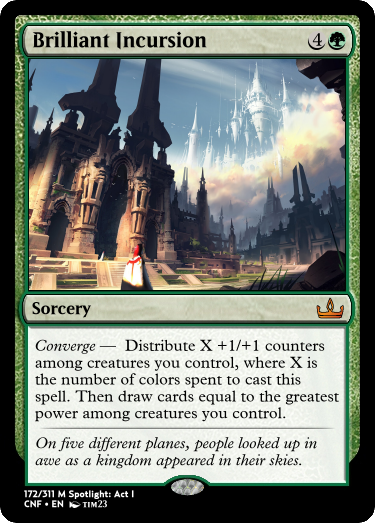 Brilliant Incursion 4
Sorcery
Converge — Distribute X +1/+1 counters
among creatures you control, where X is
the number of colors spent to cast this
spell. Then draw cards equal to the greatest
power among creatures you control.
On five different planes, people looked up in
awe as a kingdom appeared in their skies.
172/311 M Spotlight: Act I
CNF • EN TIM23